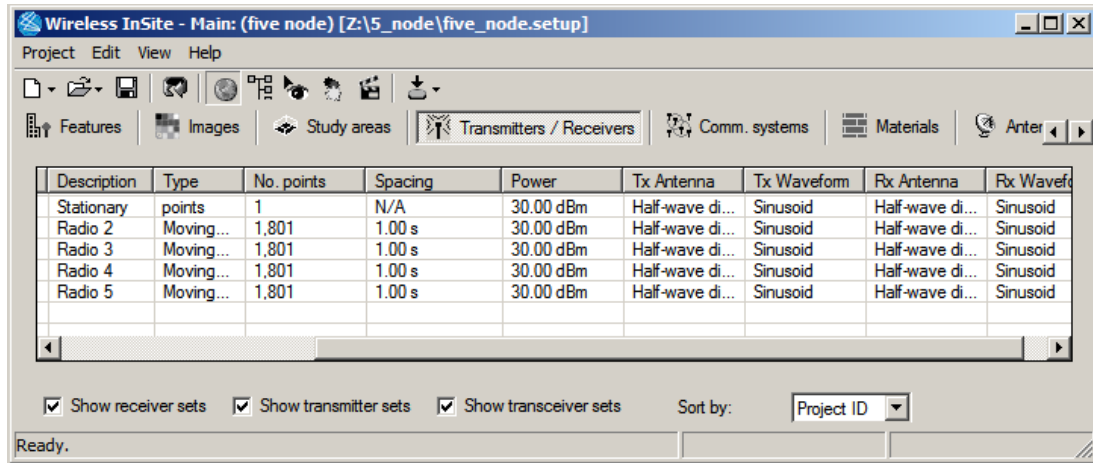 Wireless InSite - Main: (five node) [Z:\5_node\five_node.setup]
Project Edit View Help
Features Images Study areas Transmitters / Receivers Comm. systems Materials Anter
Description Type No. points Spacing Power Tx Antenna Tx Waveform Rx Antenna Rx Wavefo
Stationary points 1 N/A 30.00 dBm Half-wave di... Sinusoid Half-wave di... Sinusoid
Radio 2 Moving... 1,801 1.00 s 30.00 dBm Half-wave di... Sinusoid Half-wave di... Sinusoid
Radio 3 Moving... 1,801 1.00 s 30.00 dBm Half-wave di... Sinusoid Half-wave di... Sinusoid
Radio 4 Moving... 1,801 1.00 s 30.00 dBm Half-wave di... Sinusoid Half-wave di... Sinusoid
Radio 5 Moving... 1,801 1.00 s 30.00 dBm Half-wave di... Sinusoid Half-wave di... Sinusoid
Show receiver sets Show transmitter sets Show transceiver sets Sort by: Project ID
Ready.